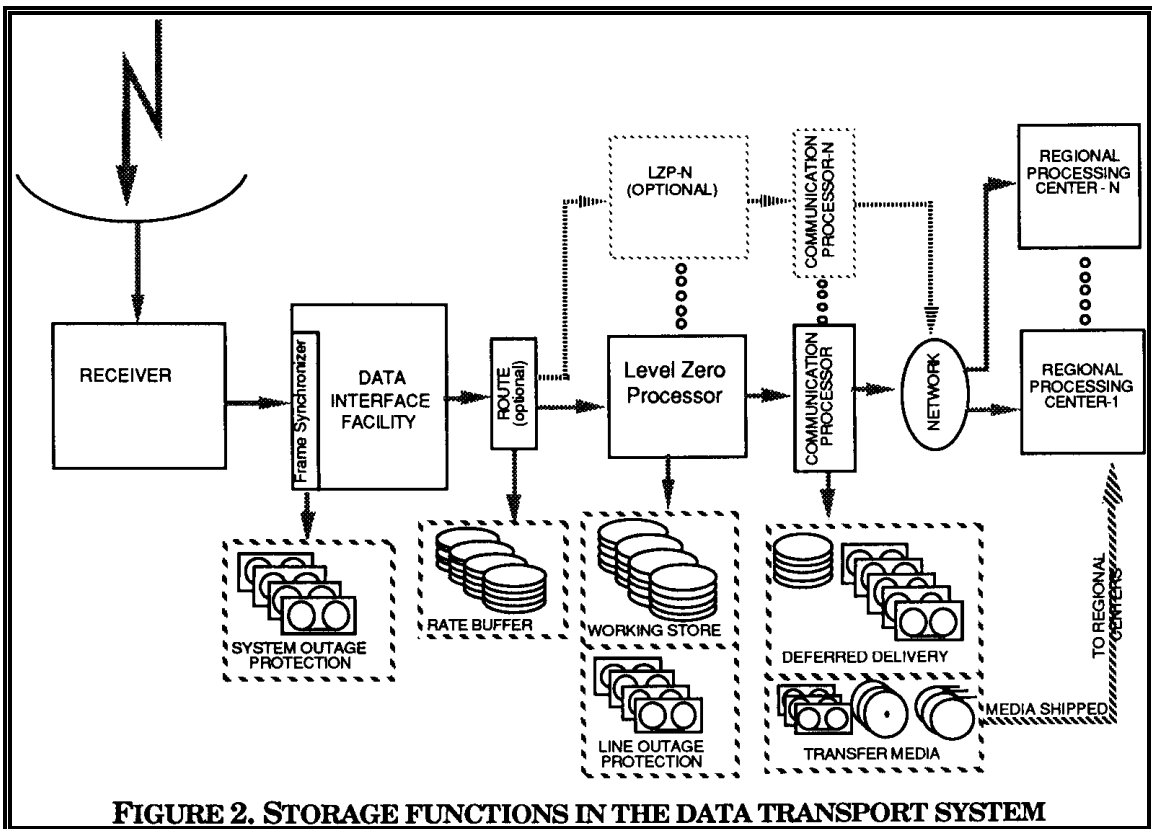 LZP-N
(OPTIONAL)
COMMUNICATION
PROCESSOR-N
REGIONAL
PROCESSING
CENTER - N
RECEIVER
Frame Synchronizer
DATA
INTERFACE
FACILITY
ROUTE
(optional)
Level Zero
Processor
COMMUNICATION
PROCESSOR
NETWORK
REGIONAL
PROCESSING
CENTER-1
SYSTEM OUTAGE
PROTECTION
RATE BUFFER
WORKING STORE
LINE OUTAGE
PROTECTION
DEFERRED DELIVERY
TRANSFER MEDIA
MEDIA SHIPPED
TO REGIONAL
CENTERS
FIGURE 2. STORAGE FUNCTIONS IN THE DATA TRANSPORT SYSTEM